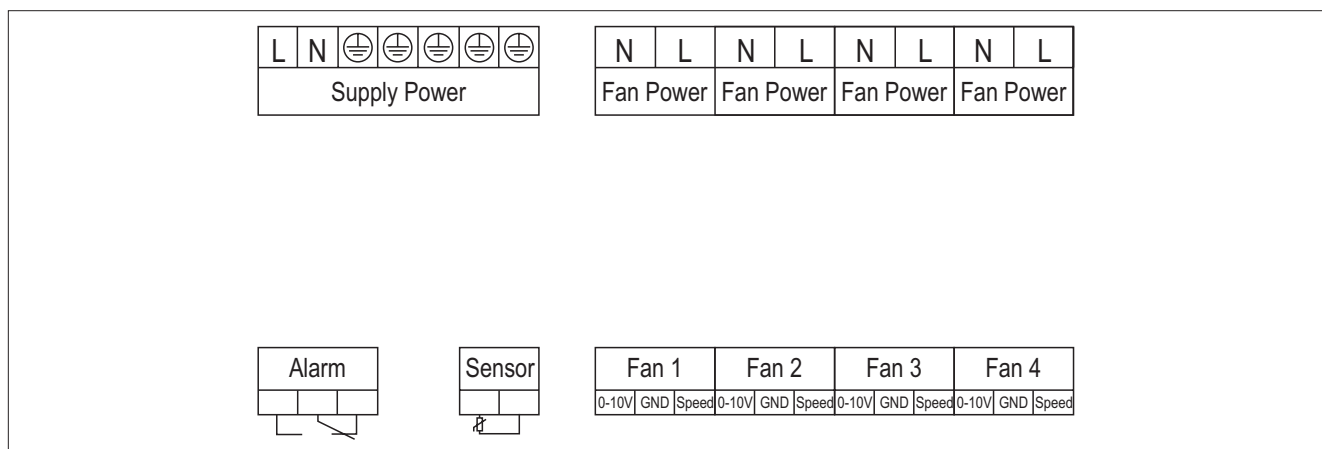 L N N L N L N L N L
Supply Power Fan Power Fan Power Fan Power Fan Power
Alarm Sensor Fan 1 Fan 2 Fan 3 Fan 4
0-10V GND Speed 0-10V GND Speed 0-10V GND Speed 0-10V GND Speed